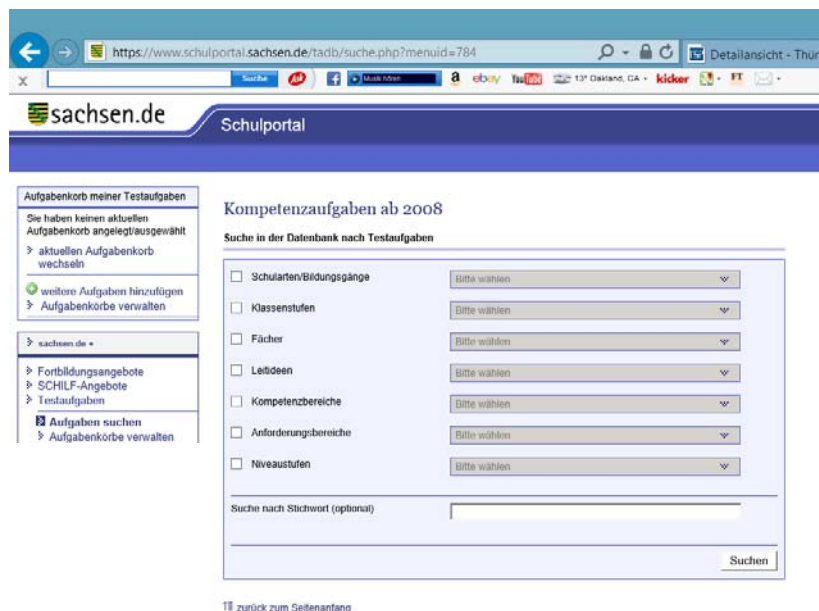 https://www.schulportal.sachsen.de/tadb/suche.php?menuid=784
Detailansicht - Thür
x
Suche
Musik hören
a
ebay
YouTube
13° Oakland, CA
kicker
FT
sachsen.de
Schulportal
Aufgabenkorb meiner Testaufgaben
Sie haben keinen aktuellen
Aufgabenkorb angelegt/ausgewählt
aktuellen Aufgabenkorb
wechseln
weitere Aufgaben hinzufügen
Aufgabenkörbe verwalten
sachsen.de
Fortbildungsangebote
SCHILF-Angebote
Testaufgaben
Aufgaben suchen
Aufgabenkörbe verwalten
Kompetenzaufgaben ab 2008
Suche in der Datenbank nach Testaufgaben
Schularten/Bildungsgänge Bitte wählen
Klassenstufen Bitte wählen
Fächer Bitte wählen
Leitideen Bitte wählen
Kompetenzbereiche Bitte wählen
Anforderungsbereiche Bitte wählen
Niveaustufen Bitte wählen
Suche nach Stichwort (optional)
Suchen
zurück zum Seitenanfang